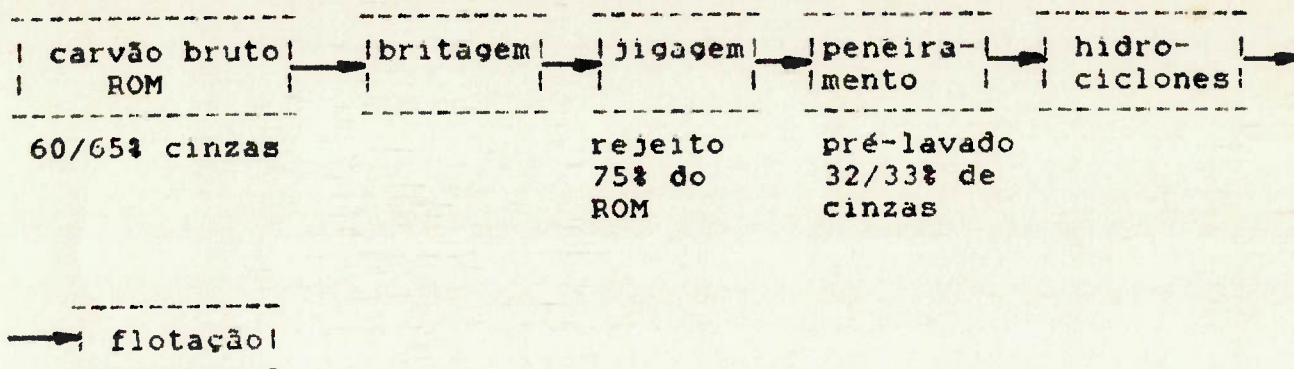 carvão bruto
ROM
britagem
jigagem
peneira-
mento
hidro-
ciclones
60/65% cinzas
rejeito
75% do
ROM
pré-lavado
32/33% de
cinzas
flotação